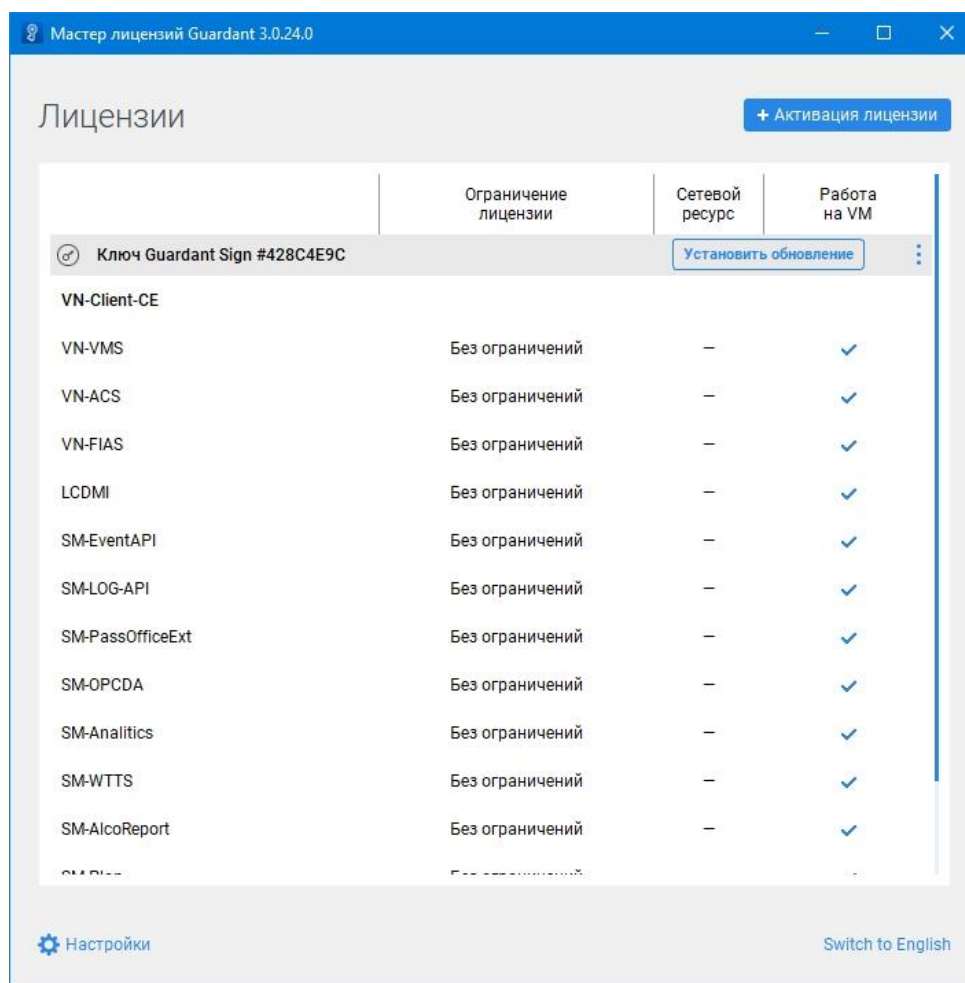 Мастер лицензий Guardant 3.0.24.0
Лицензии
+ Активация лицензии
Ограничение лицензии Сетевой ресурс Работа на VM
Ключ Guardant Sign #428C4E9C Установить обновление
VN-Client-CE
VN-VMS Без ограничений – ✓
VN-ACS Без ограничений – ✓
VN-FIAS Без ограничений – ✓
LCDMI Без ограничений – ✓
SM-EventAPI Без ограничений – ✓
SM-LOG-API Без ограничений – ✓
SM-PassOfficeExt Без ограничений – ✓
SM-OPCDA Без ограничений – ✓
SM-Analitics Без ограничений – ✓
SM-WTTS Без ограничений – ✓
SM-AlcoReport Без ограничений – ✓
Настройки Switch to English